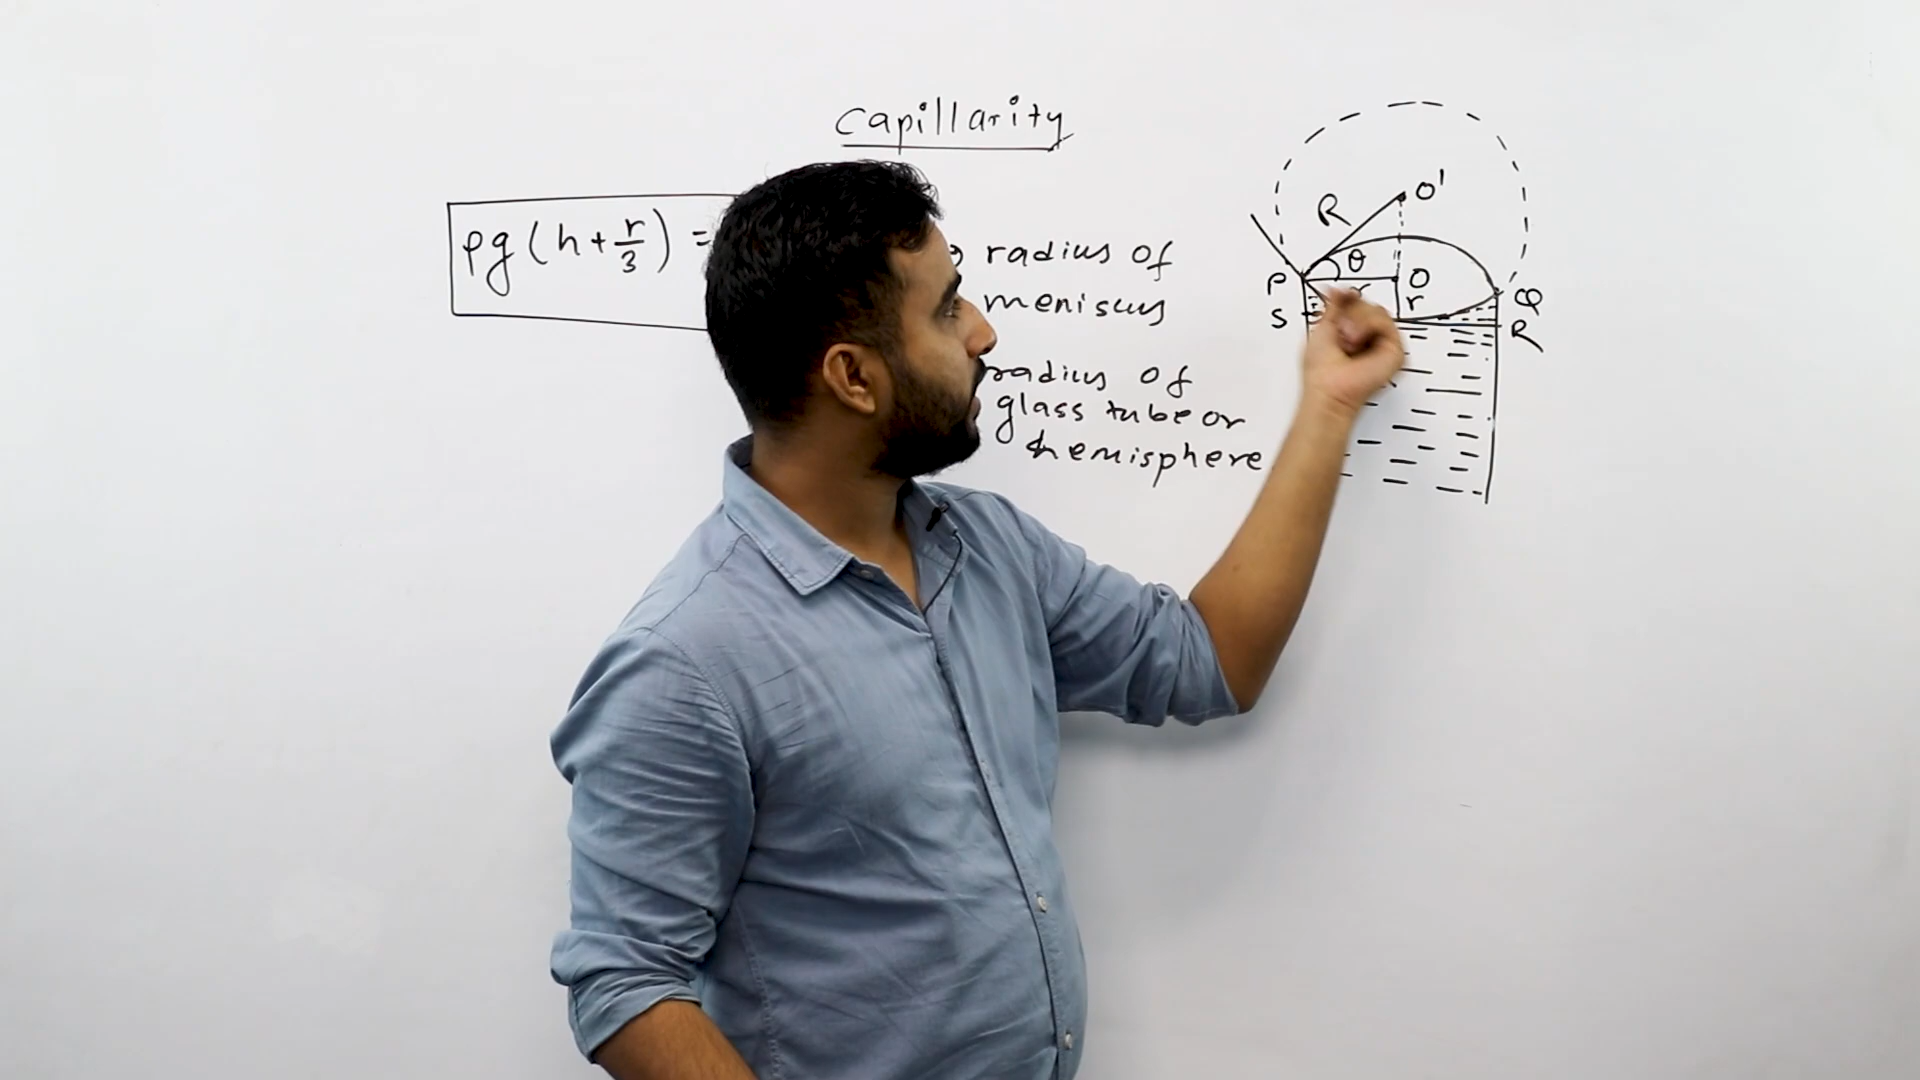 Capillarity
ρg(h+r/3) =
radius of
meniscus
radius of
glass tube or
hemisphere
O'
R
θ
P
r
O
r
Q
S
R